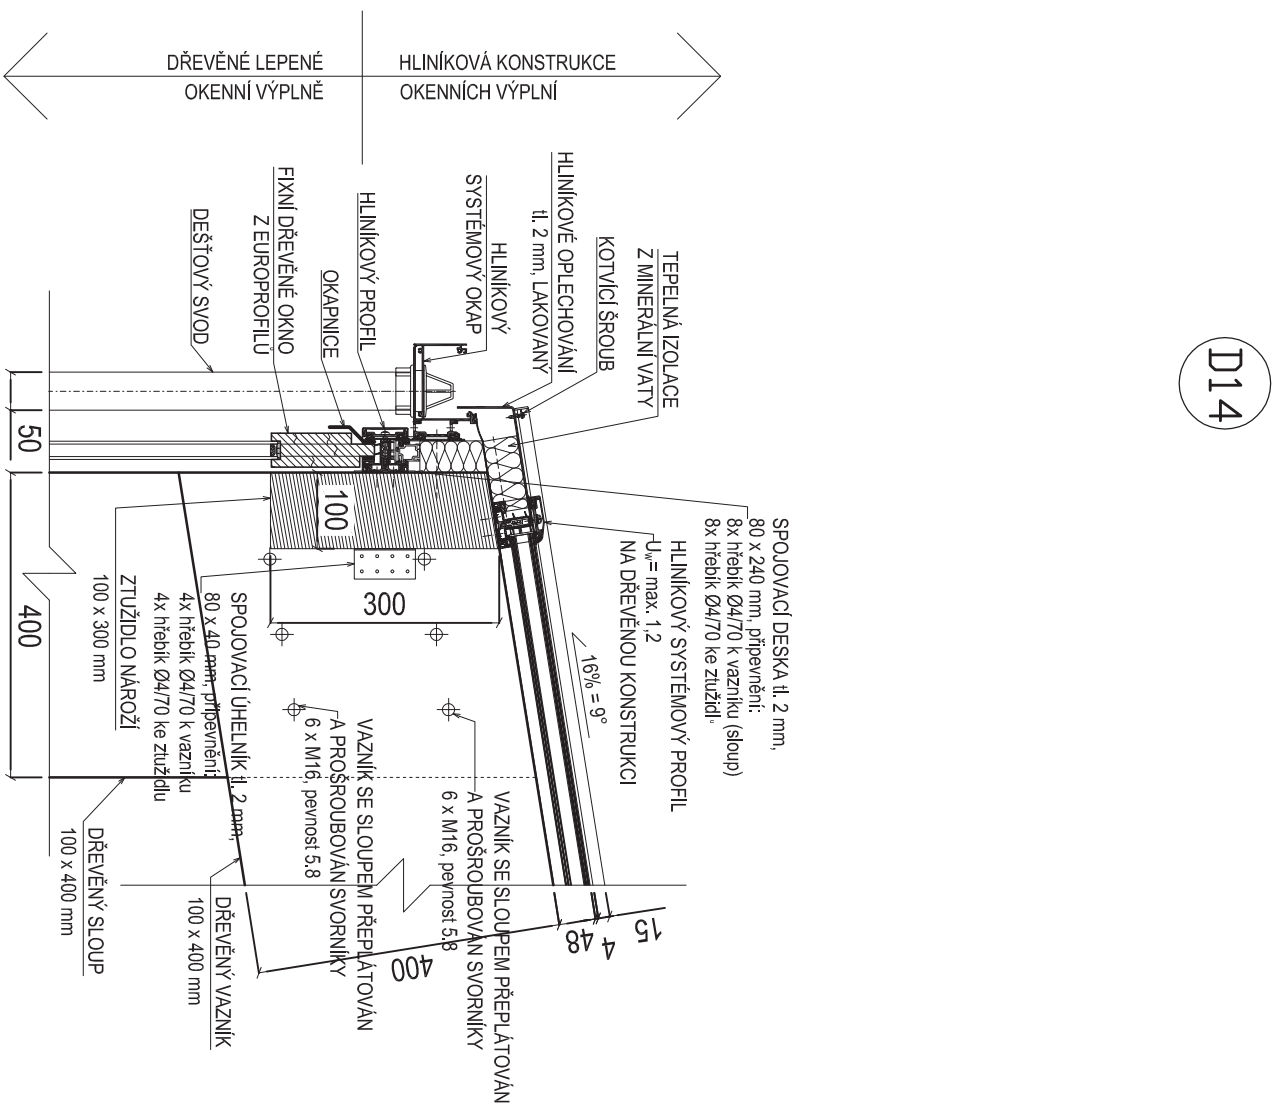 DŘEVĚNÉ LEPENÉ
OKENNÍ VÝPLNĚ
HLINÍKOVÁ KONSTRUKCE
OKENNÍCH VÝPLNÍ
D14
TEPELNÁ IZOLACE
Z MINERÁLNÍ VATY
KOTVÍCÍ ŠROUB
HLINÍKOVÉ OPLECHOVÁNÍ
tl. 2 mm, LAKOVANÝ
HLINÍKOVÝ
SYSTÉMOVÝ OKAP
HLINÍKOVÝ PROFIL
OKAPNICE
FIXNÍ DŘEVĚNÉ OKNO
Z EUROPROFILŮ
DEŠŤOVÝ SVOD
SPOJOVACÍ DESKA tl. 2 mm,
80 x 240 mm, připevnění:
8x hřebík Ø4/70 k vazníku (sloup)
8x hřebík Ø4/70 ke ztužidl
HLINÍKOVÝ SYSTÉMOVÝ PROFIL
Uw= max. 1,2
NA DŘEVĚNOU KONSTRUKCI
16% = 9°
50
100
300
400
SPOJOVACÍ ÚHELNÍK tl. 2 mm,
80 x 40 mm, připevnění:
4x hřebík Ø4/70 k vazníku
4x hřebík Ø4/70 ke ztužidlu
ZTUŽIDLO NÁROŽÍ
100 x 300 mm
VAZNÍK SE SLOUPEM PŘEPLÁTOVÁN
A PROŠROUBOVÁN SVORNÍKY
6 x M16, pevnost 5.8
VAZNÍK SE SLOUPEM PŘEPLÁTOVÁN
A PROŠROUBOVÁN SVORNÍKY
6 x M16, pevnost 5.8
DŘEVĚNÝ VAZNÍK
100 x 400 mm
DŘEVĚNÝ SLOUP
100 x 400 mm
15
4
48
400